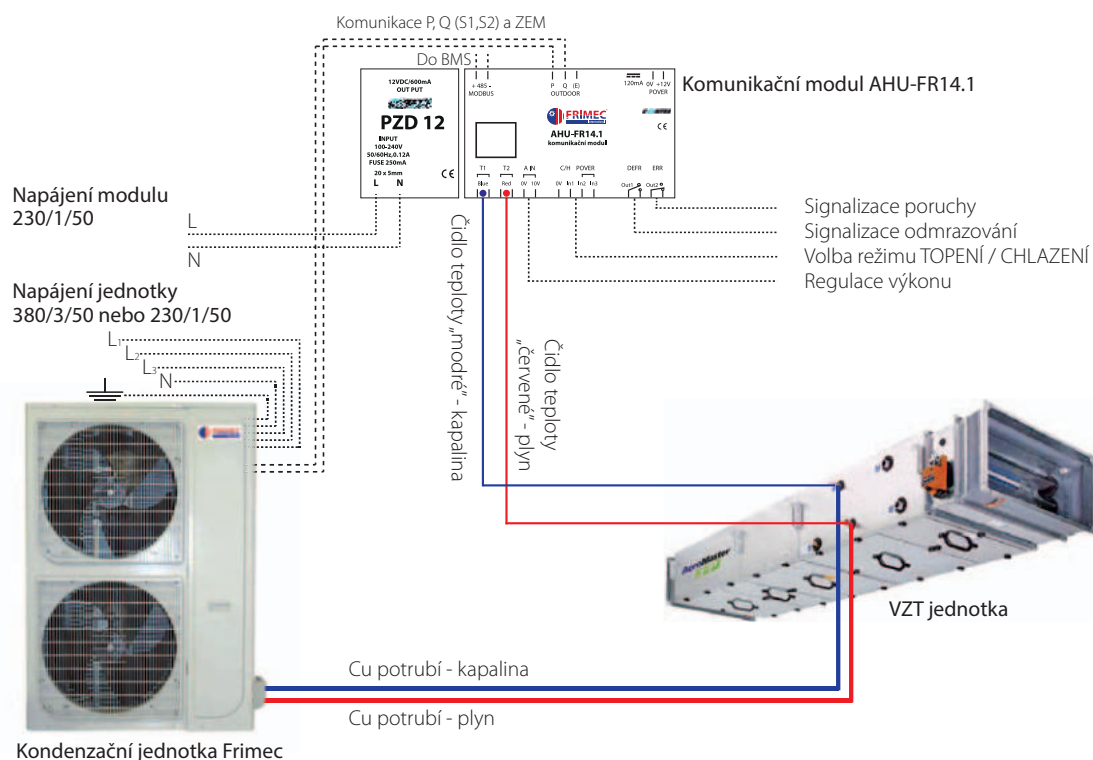 Komunikace P, Q (S1,S2) a ZEM
Do BMS
12VDC/600mA
OUT PUT
PZD 12
INPUT
100-240V
50/60Hz,0.12A
FUSE 250mA
20 x 5mm
L N
+ 485 -
MODBUS
P Q (E)
OUTDOOR
120mA
0V +12V
POWER
FRIMEC
AHU-FR14.1
komunikační modul
T1 T2 A IN C/H POVER DEFR ERR
Blue Red 0V 10V 0V In1 In2 In3 Out1 Out2
Komunikační modul AHU-FR14.1
Napájení modulu
230/1/50
L
N
Napájení jednotky
380/3/50 nebo 230/1/50
L1
L2
L3
N
Čidlo teploty „modré" - kapalina
Čidlo teploty
„červené" - plyn
Signalizace poruchy
Signalizace odmrazování
Volba režimu TOPENÍ / CHLAZENÍ
Regulace výkonu
FRIMEC
AeroMaster
VZT jednotka
Cu potrubí - kapalina
Cu potrubí - plyn
Kondenzační jednotka Frimec